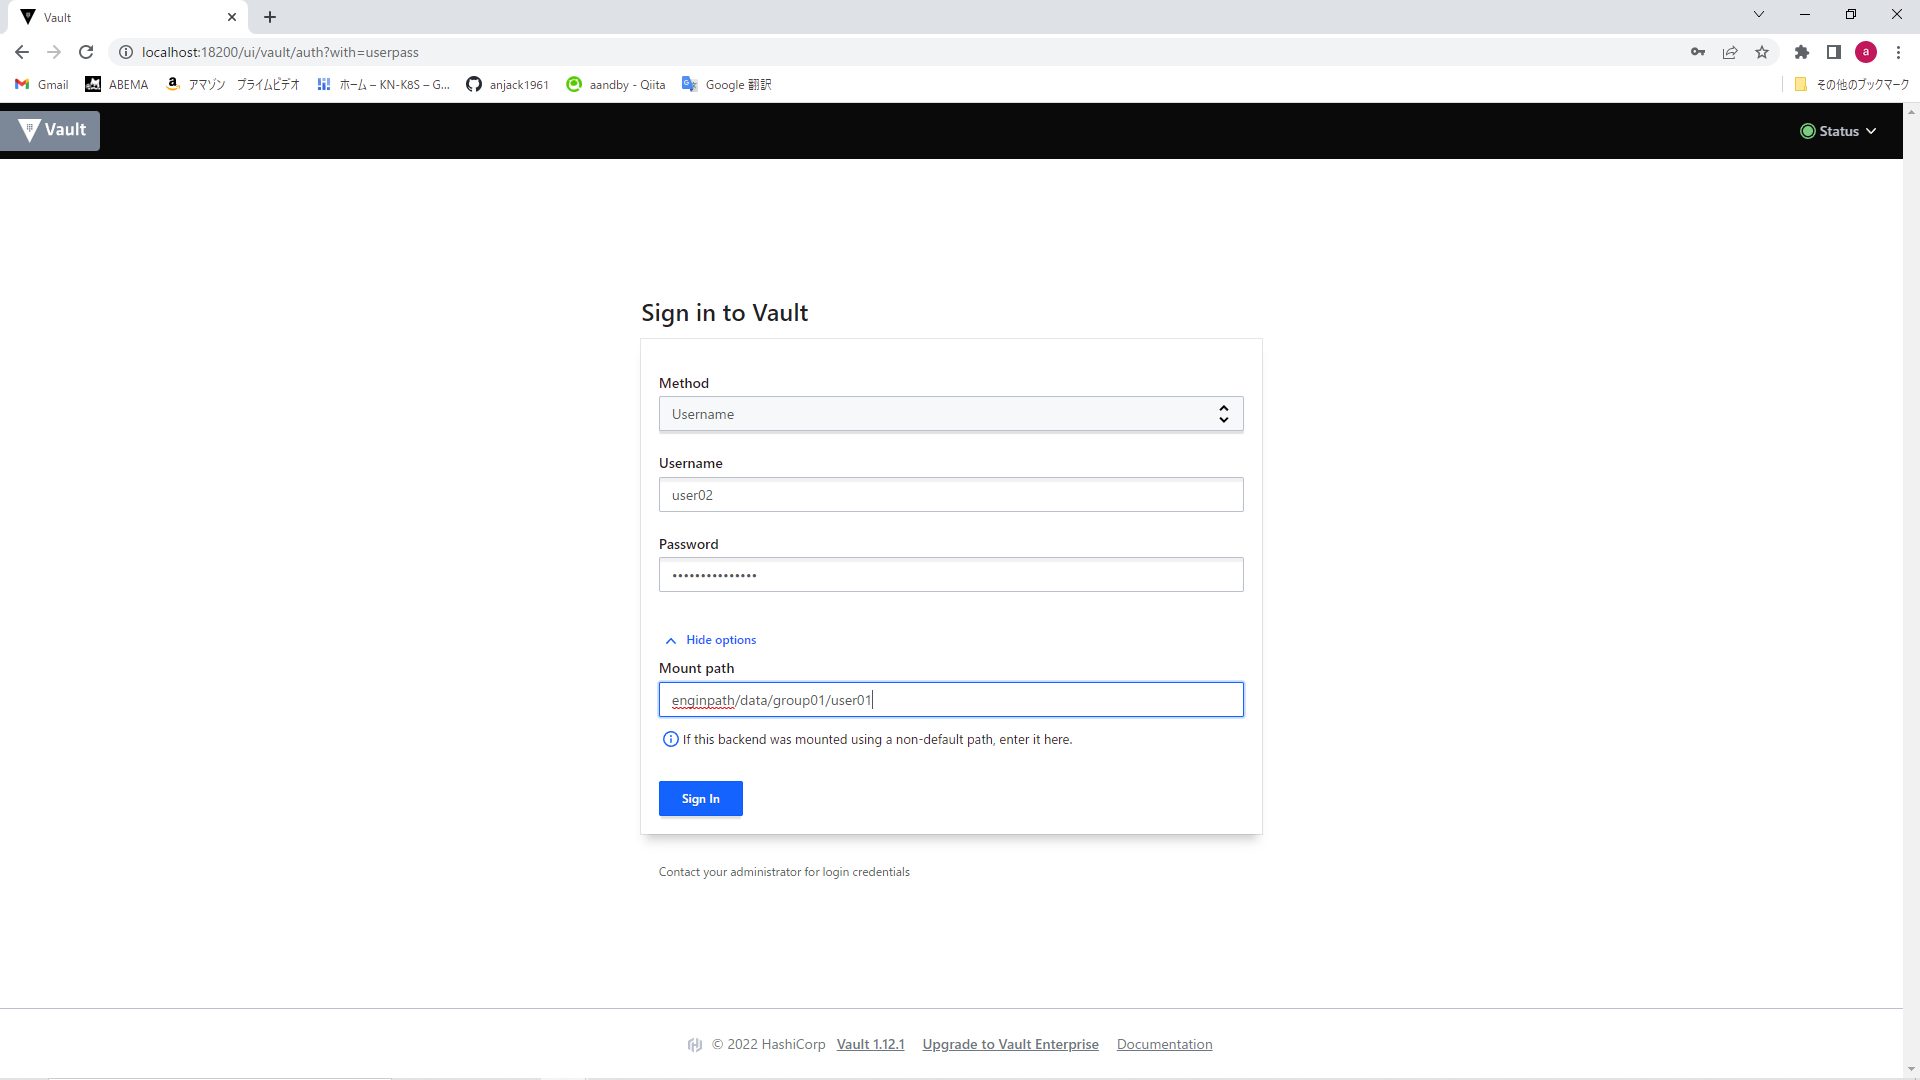 Vault
localhost:18200/ui/vault/auth?with=userpass
a
Gmail
ABEMA
アマゾン プライムビデオ
ホーム – KN-K8S – G...
anjack1961
aandby - Qiita
Google 翻訳
その他のブックマーク
Vault
Status
Sign in to Vault
Method
Username
Username
user02
Password
Hide options
Mount path
enginpath/data/group01/user01
If this backend was mounted using a non-default path, enter it here.
Sign In
Contact your administrator for login credentials
© 2022 HashiCorp Vault 1.12.1 Upgrade to Vault Enterprise Documentation